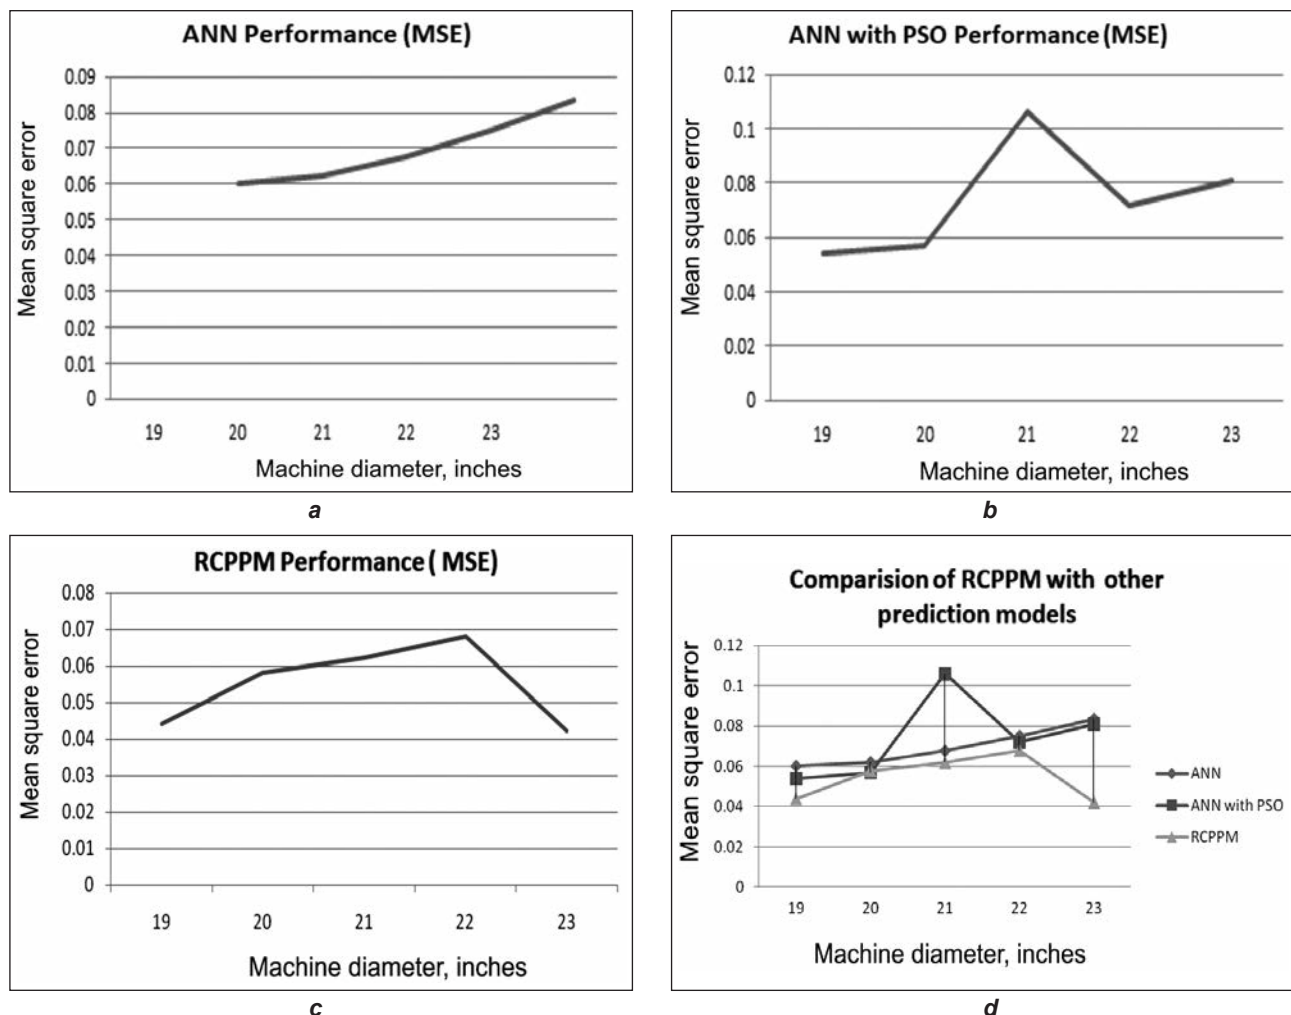 ANN Performance (MSE)
Mean square error
0.09
0.08
0.07
0.06
0.05
0.04
0.03
0.02
0.01
0
19 20 21 22 23
Machine diameter, inches
a
ANN with PSO Performance (MSE)
Mean square error
0.12
0.1
0.08
0.06
0.04
0.02
0
19 20 21 22 23
Machine diameter, inches
b
RCPPM Performance ( MSE)
Mean square error
0.08
0.07
0.06
0.05
0.04
0.03
0.02
0.01
0
19 20 21 22 23
Machine diameter, inches
c
Comparision of RCPPM with other
prediction models
Mean square error
0.12
0.1
0.08
0.06
0.04
0.02
0
19 20 21 22 23
Machine diameter, inches
ANN
ANN with PSO
RCPPM
d